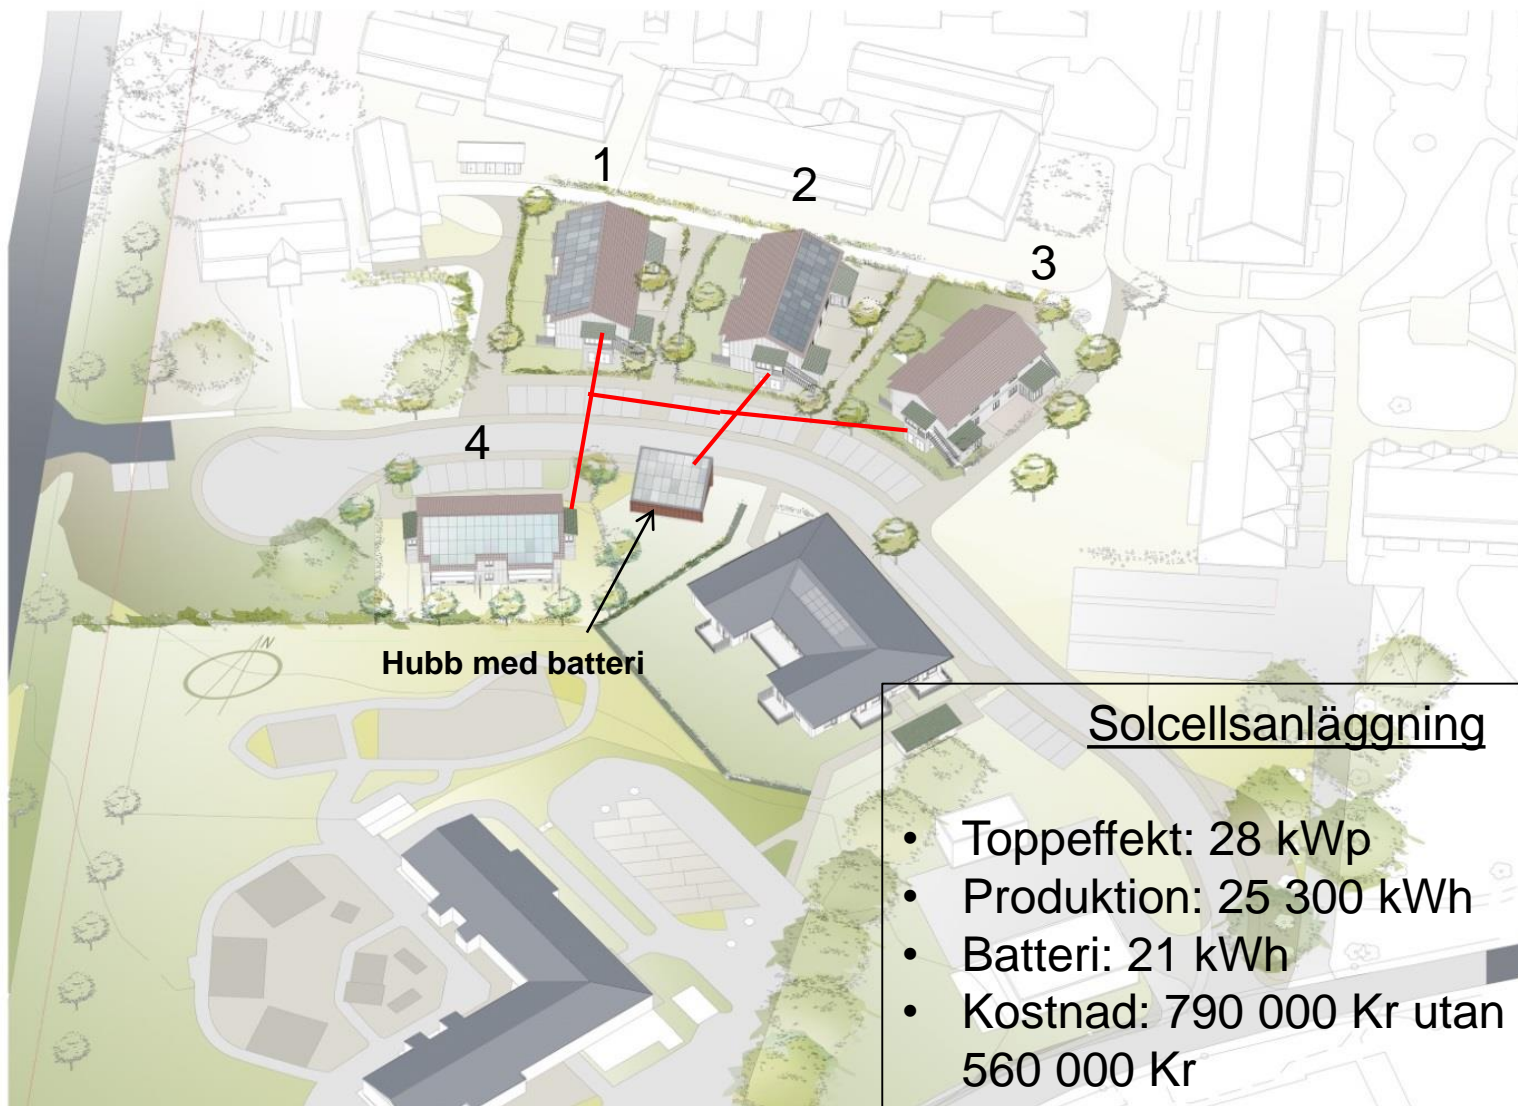 1
2
3
4
N
Hubb med batteri
Solcellsanläggning
• Toppeffekt: 28 kWp
• Produktion: 25 300 kWh
• Batteri: 21 kWh
• Kostnad: 790 000 Kr utan
560 000 Kr